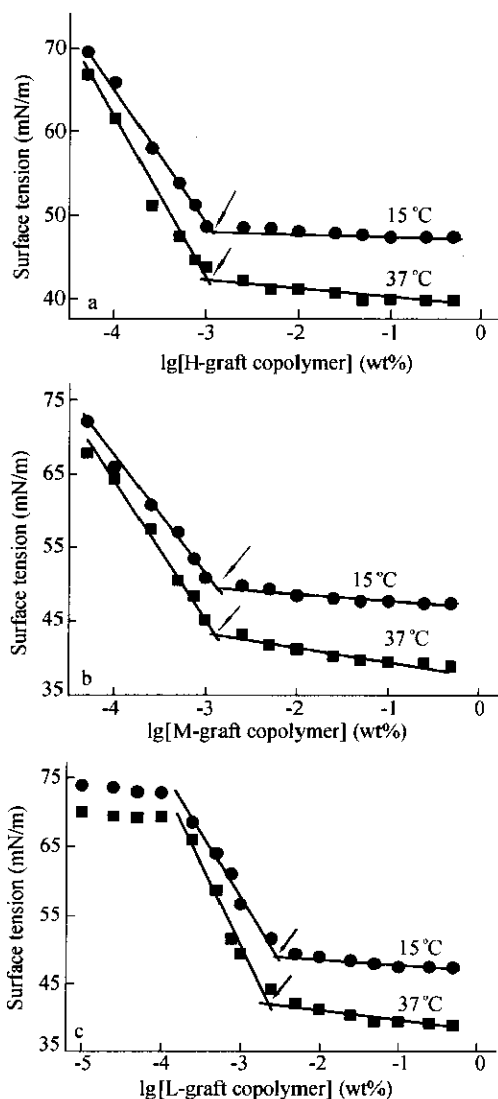 Surface tension (mN/m)
70
60
50
40
15 °C
37 °C
a
-4 -3 -2 -1 0
lg[H-graft copolymer] (wt%)
Surface tension (mN/m)
75
65
55
45
35
15 °C
37 °C
b
-4 -3 -2 -1 0
lg[M-graft copolymer] (wt%)
Surface tension (mN/m)
75
65
55
45
35
15 °C
37 °C
c
-5 -4 -3 -2 -1 0
lg[L-graft copolymer] (wt%)